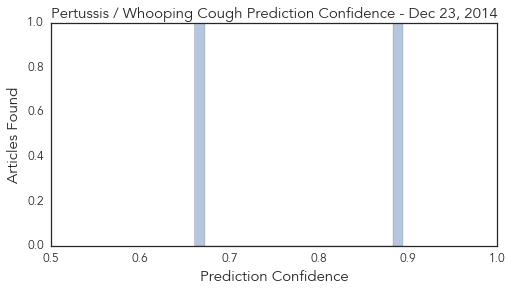 Pertussis / Whooping Cough Prediction Confidence - Dec 23, 2014
1.0
0.8
0.6
0.4
0.2
0.0
Articles Found
0.5 0.6 0.7 0.8 0.9 1.0
Prediction Confidence